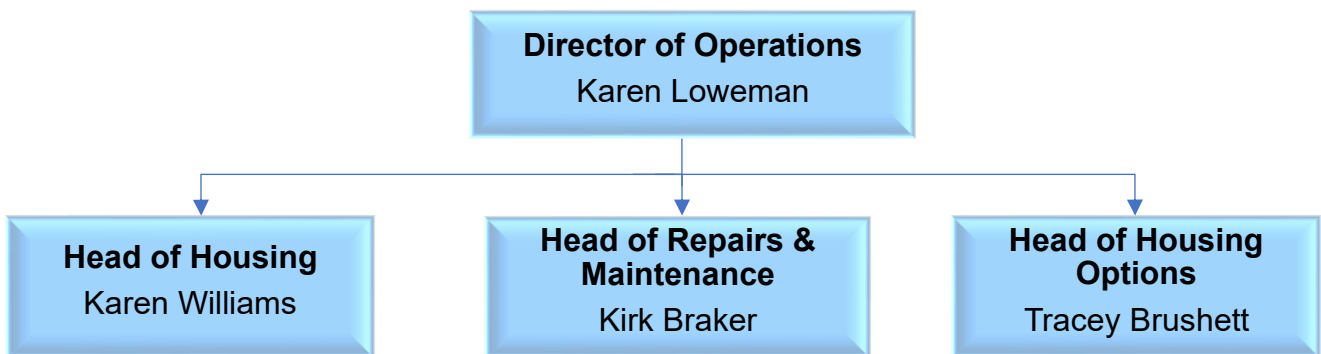 Director of Operations
Karen Loweman
Head of Housing
Karen Williams
Head of Repairs &
Maintenance
Kirk Braker
Head of Housing
Options
Tracey Brushett